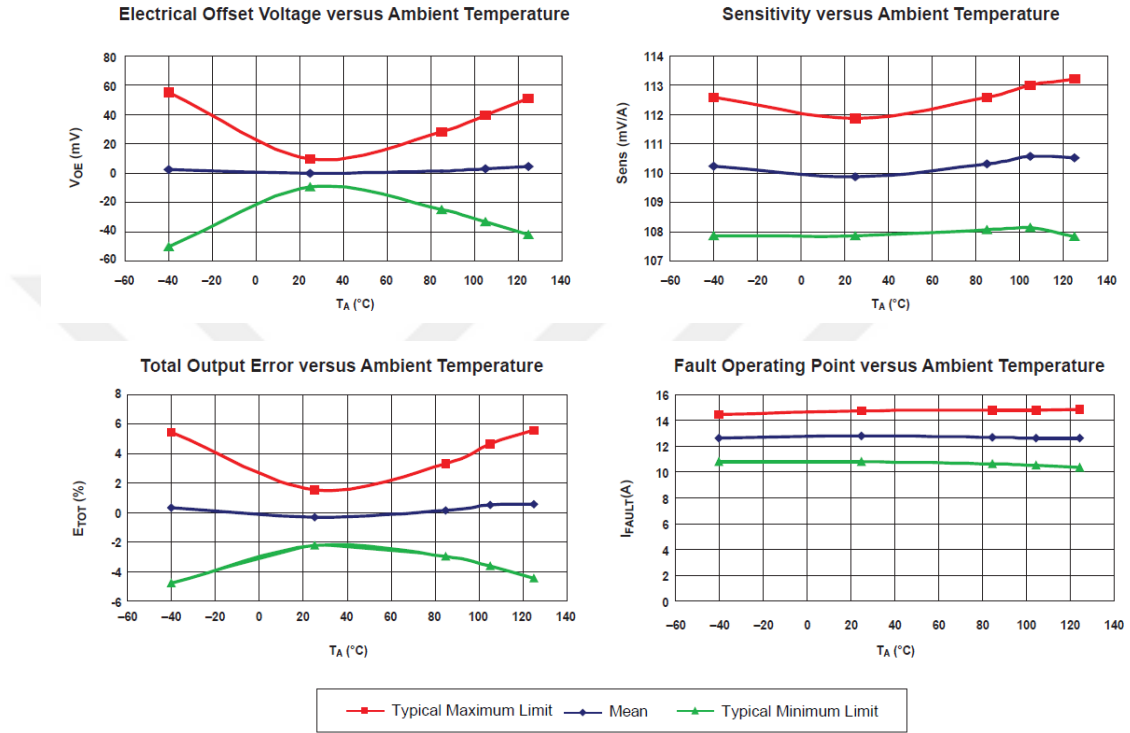 Electrical Offset Voltage versus Ambient Temperature
80
60
40
20
0
-20
-40
-60
VOE (mV)
–60 –40 –20 0 20 40 60 80 100 120 140
TA (°C)
Sensitivity versus Ambient Temperature
114
113
112
110
109
108
107
Sens (mV/A)
–60 –40 –20 0 20 40 60 80 100 120 140
TA (°C)
Total Output Error versus Ambient Temperature
8
6
4
2
0
-2
-4
-6
ETOT (%)
–60 –40 –20 0 20 40 60 80 100 120 140
TA (°C)
Fault Operating Point versus Ambient Temperature
16
14
12
10
8
6
4
2
0
IFAULT(A)
–60 –40 –20 0 20 40 60 80 100 120 140
TA (°C)
Typical Maximum Limit Mean Typical Minimum Limit